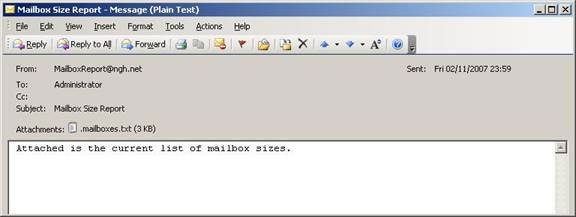 Mailbox Size Report - Message (Plain Text)
File Edit View Insert Format Tools Actions Help
Reply Reply to All Forward
From: MailboxReport@ngh.net Sent: Fri 02/11/2007 23:59
To: Administrator
Cc:
Subject: Mailbox Size Report
Attachments: .mailboxes.txt (3 KB)
Attached is the current list of mailbox sizes.